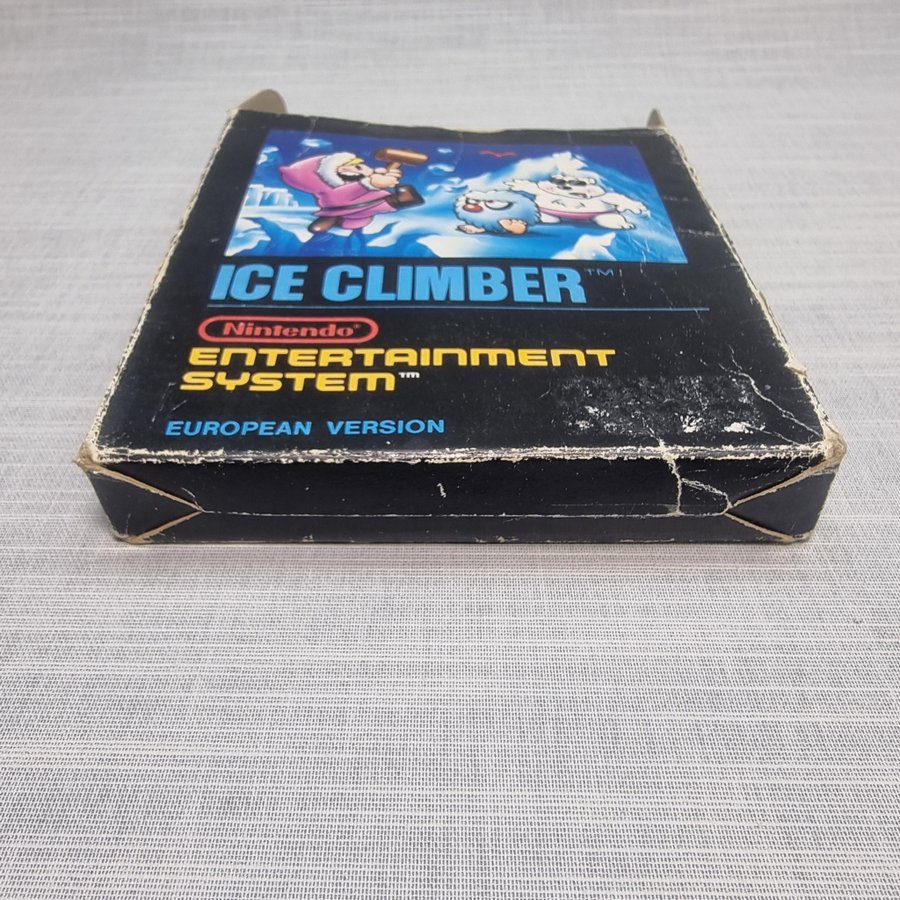 ICE CLIMBER™
Nintendo®
ENTERTAINMENT
SYSTEM™
EUROPEAN VERSION